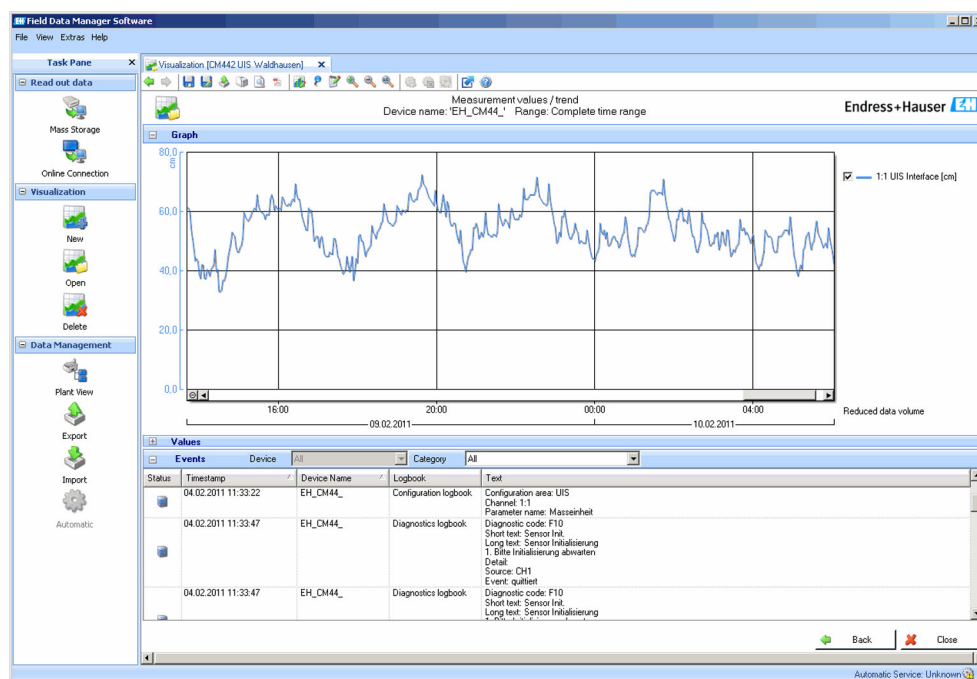 Field Data Manager Software
File View Extras Help
Task Pane
Visualization [CM442 UIS Waldhausen]
Read out data
Mass Storage
Online Connection
Visualization
New
Open
Delete
Data Management
Plant View
Export
Import
Automatic
Measurement values / trend
Device name: 'EH_CM44_' Range: Complete time range
Endress+Hauser EH
Graph
80,0
cm
60,0
40,0
20,0
0,0
1:1 UIS Interface [cm]
16:00 20:00 00:00 04:00
09.02.2011 10.02.2011
Reduced data volume
Values
Events Device All Category All
Status Timestamp Device Name Logbook Text
04.02.2011 11:33:22 EH_CM44_ Configuration logbook Configuration area: UIS
Channel: 1:1
Parameter name: Masseinheit
04.02.2011 11:33:47 EH_CM44_ Diagnostics logbook Diagnostic code: F10
Short text: Sensor Init.
Long text: Sensor Initialisierung
1. Bitte Initialisierung abwarten
Detail:
Source: CH1
Event: quittiert
04.02.2011 11:33:47 EH_CM44_ Diagnostics logbook Diagnostic code: F10
Short text: Sensor Init.
Long text: Sensor Initialisierung
Back Close
Automatic Service: Unknown